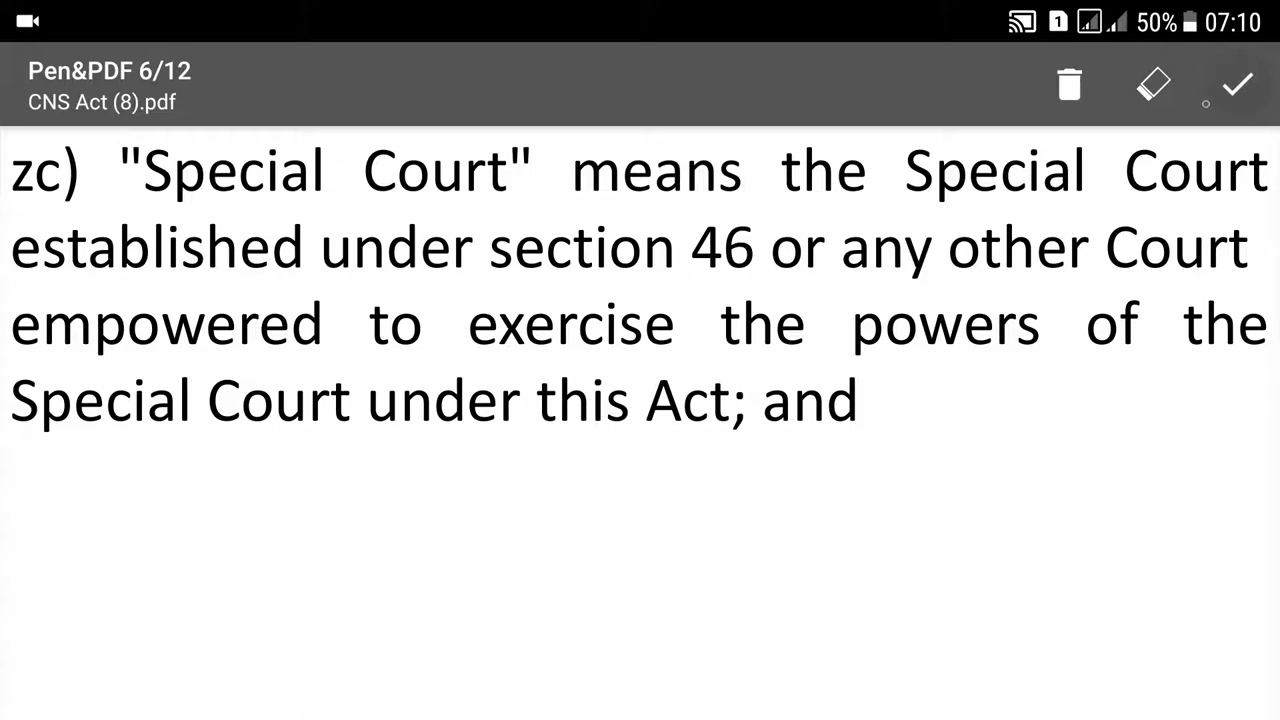 1 50% 07:10
Pen&PDF 6/12
CNS Act (8).pdf
zc) "Special Court" means the Special Court
established under section 46 or any other Court
empowered to exercise the powers of the
Special Court under this Act; and